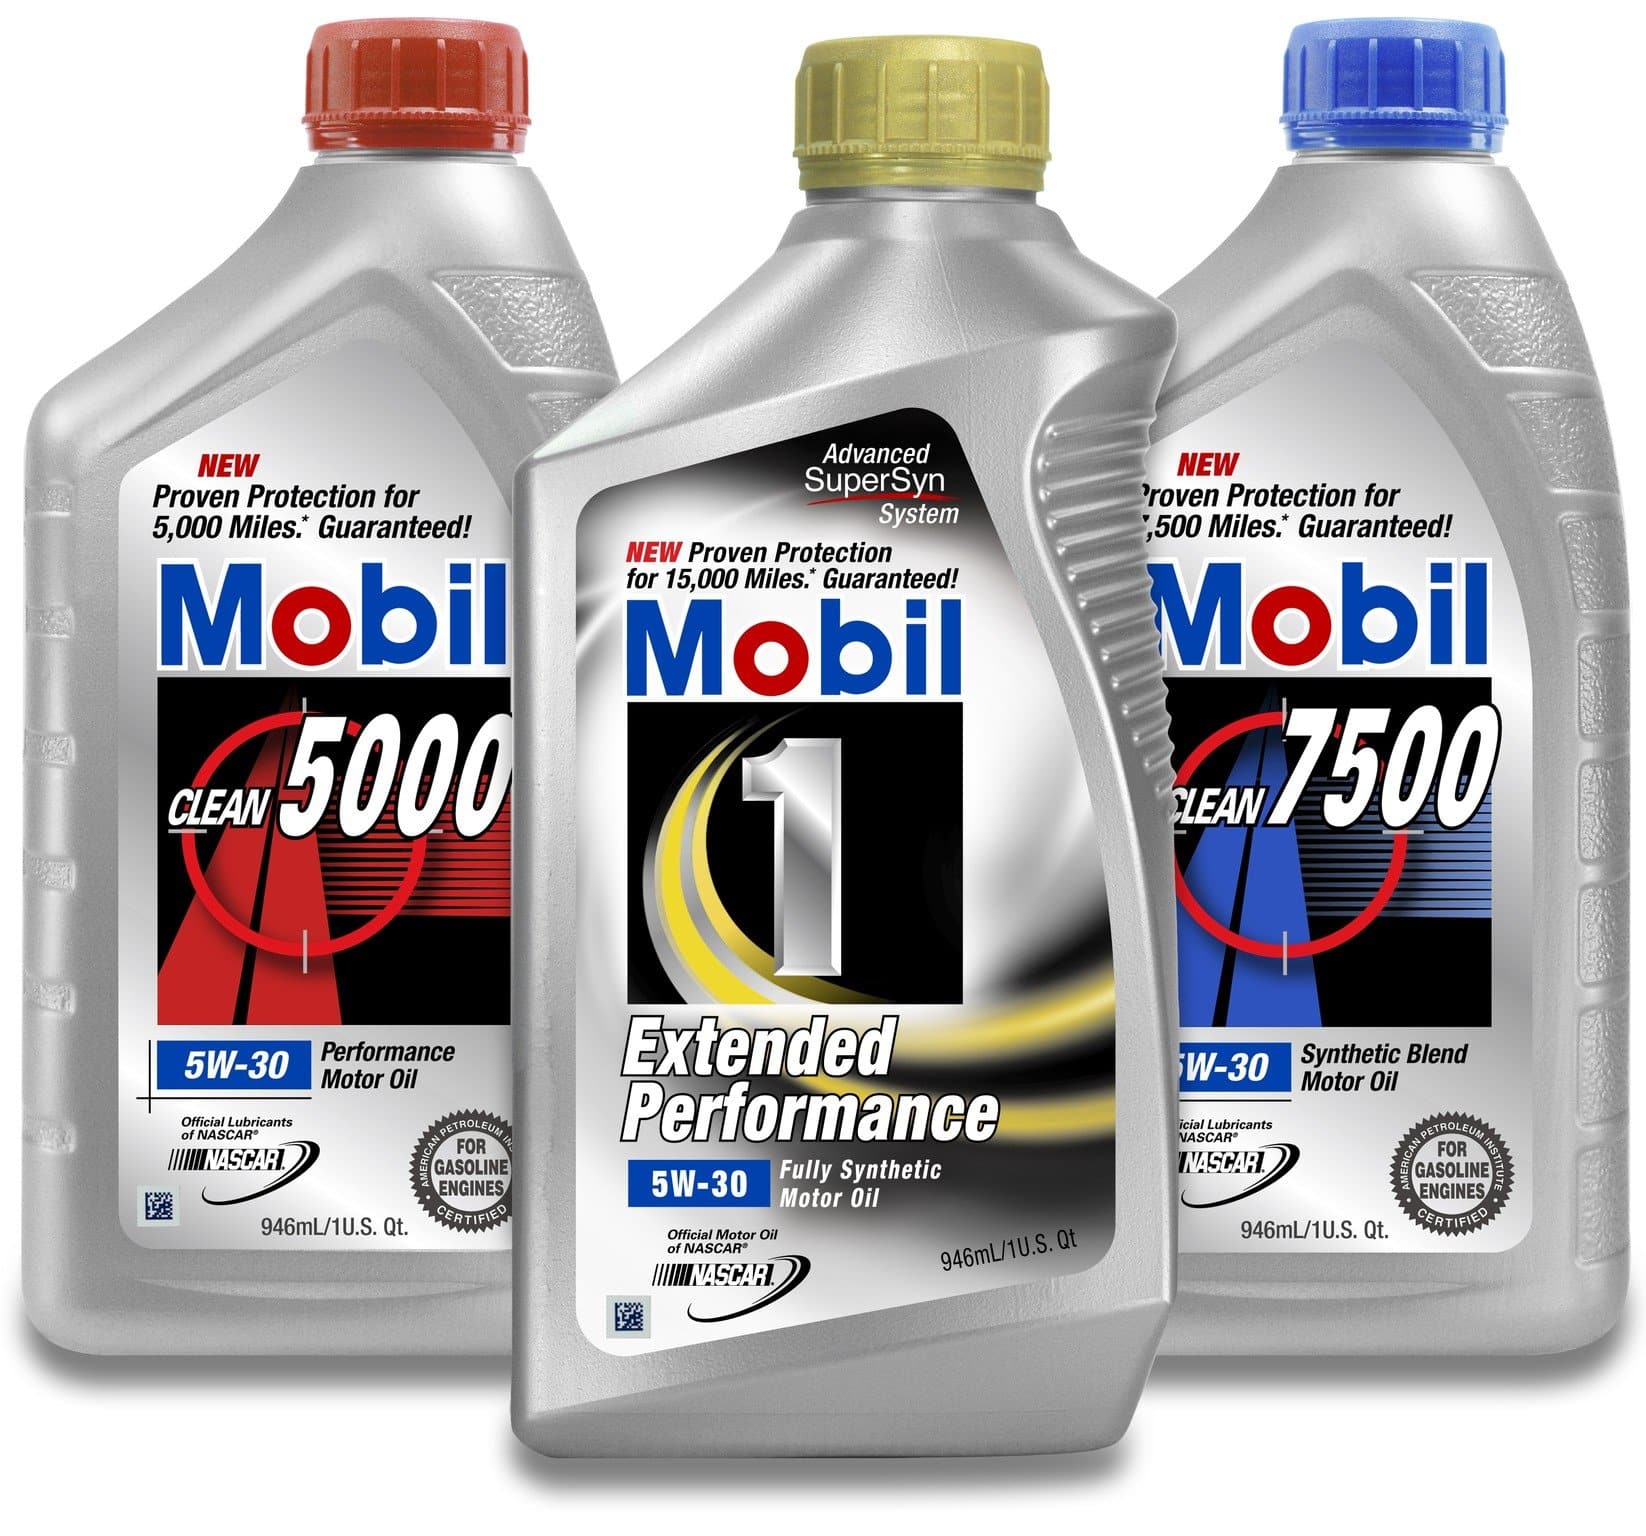 NEW
Proven Protection for
5,000 Miles.* Guaranteed!
Mobil
CLEAN 5000
5W-30
Performance
Motor Oil
Official Lubricants
of NASCAR®
NASCAR.
AMERICAN PETROLEUM
FOR
GASOLINE
ENGINES
CERTIFIED
946mL/1U.S. Qt.
Advanced
SuperSyn
System
NEW Proven Protection
for 15,000 Miles.* Guaranteed!
Mobil
1
Extended
Performance
5W-30
Fully Synthetic
Motor Oil
Official Motor Oil
of NASCAR®
NASCAR.
946mL/1U.S. Qt
NEW
Proven Protection for
,500 Miles.* Guaranteed!
Mobil
CLEAN 7500
5W-30
Synthetic Blend
Motor Oil
Lubricants
NASCAR®
NASCAR.
AMERICAN PETROLEUM INSTITUTE
FOR
GASOLINE
ENGINES
CERTIFIED
946mL/1U.S. Qt.